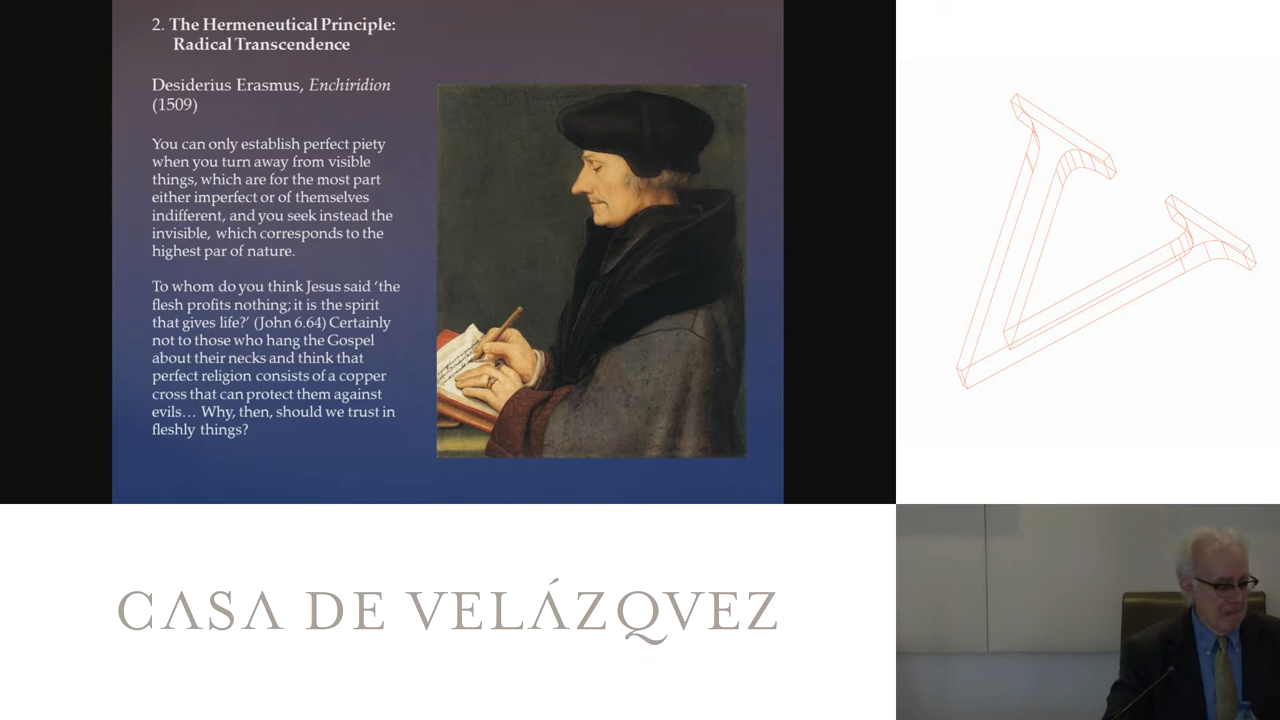 2. The Hermeneutical Principle:
Radical Transcendence
Desiderius Erasmus, Enchiridion
(1509)
You can only establish perfect piety
when you turn away from visible
things, which are for the most part
either imperfect or of themselves
indifferent, and you seek instead the
invisible, which corresponds to the
highest par of nature.
To whom do you think Jesus said ‘the
flesh profits nothing; it is the spirit
that gives life?’ (John 6.64) Certainly
not to those who hang the Gospel
about their necks and think that
perfect religion consists of a copper
cross that can protect them against
evils… Why, then, should we trust in
fleshly things?
CASA DE VELÁZQVEZ